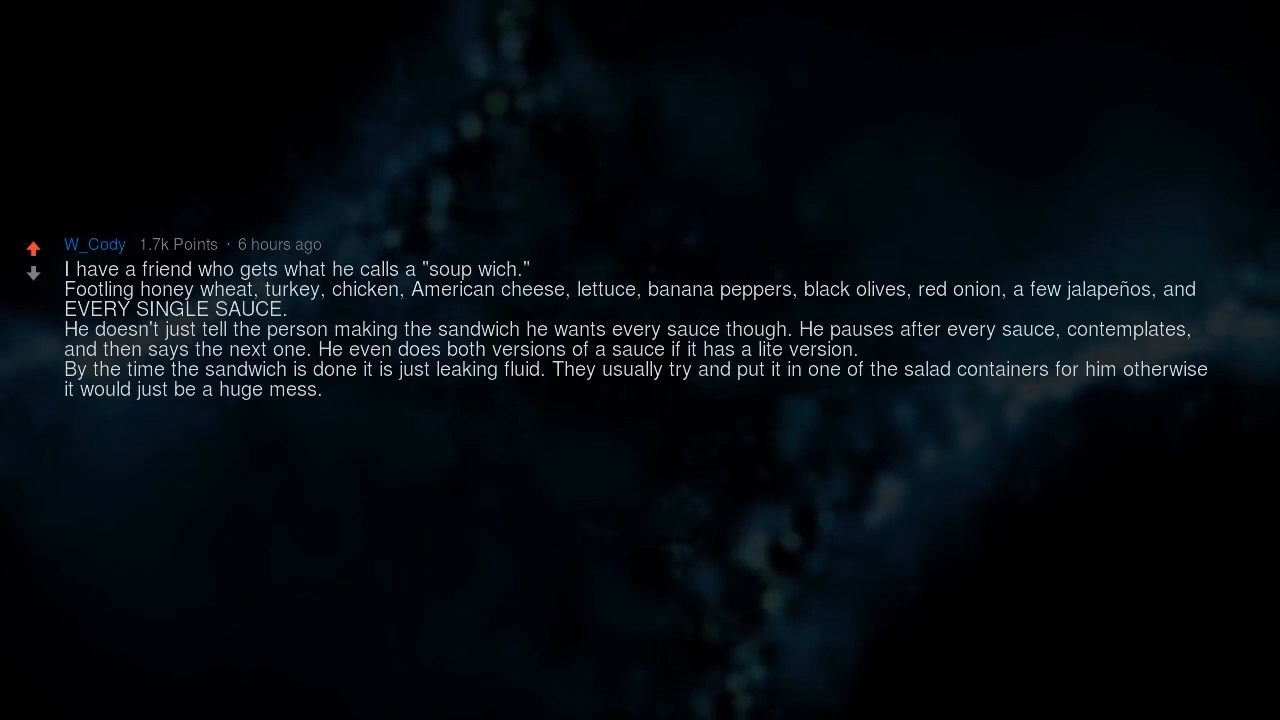 W_Cody 1.7k Points · 6 hours ago
I have a friend who gets what he calls a "soup wich."
Footling honey wheat, turkey, chicken, American cheese, lettuce, banana peppers, black olives, red onion, a few jalapeños, and
EVERY SINGLE SAUCE.
He doesn't just tell the person making the sandwich he wants every sauce though. He pauses after every sauce, contemplates,
and then says the next one. He even does both versions of a sauce if it has a lite version.
By the time the sandwich is done it is just leaking fluid. They usually try and put it in one of the salad containers for him otherwise
it would just be a huge mess.